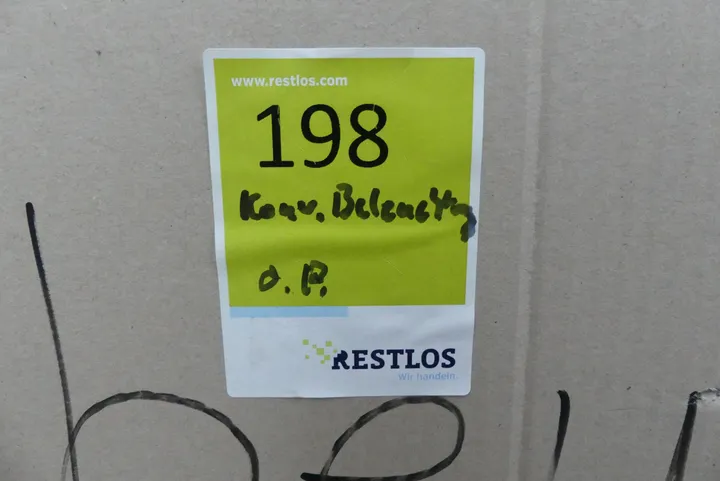 www.restlos.com
198
Konv. Beleuchtung
o.P.
RESTLOS
Wir handeln.